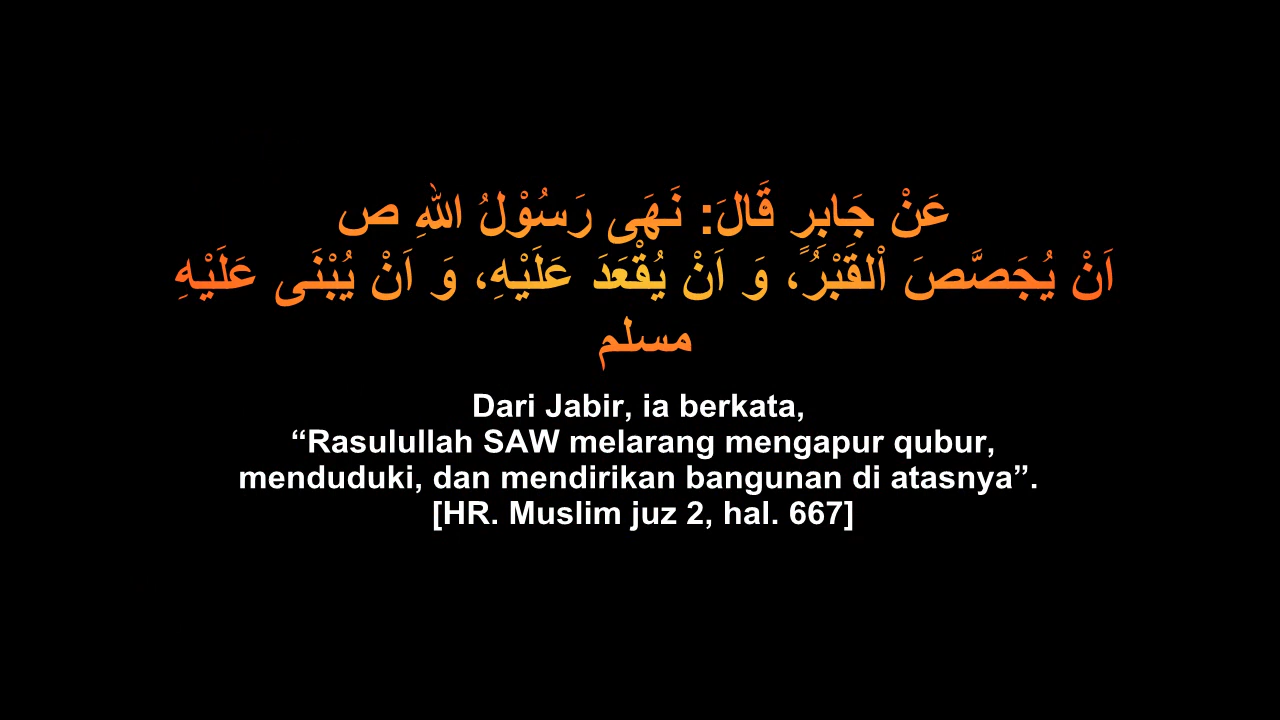 عَنْ جَابِرٍ قَالَ: نَهَى رَسُوْلُ اللهِ ص
اَنْ يُجَصَّصَ اْلقَبْرُ، وَ اَنْ يُقْعَدَ عَلَيْهِ، وَ اَنْ يُبْنَى عَلَيْهِ
مسلم
Dari Jabir, ia berkata,
“Rasulullah SAW melarang mengapur qubur,
menduduki, dan mendirikan bangunan di atasnya”.
[HR. Muslim juz 2, hal. 667]